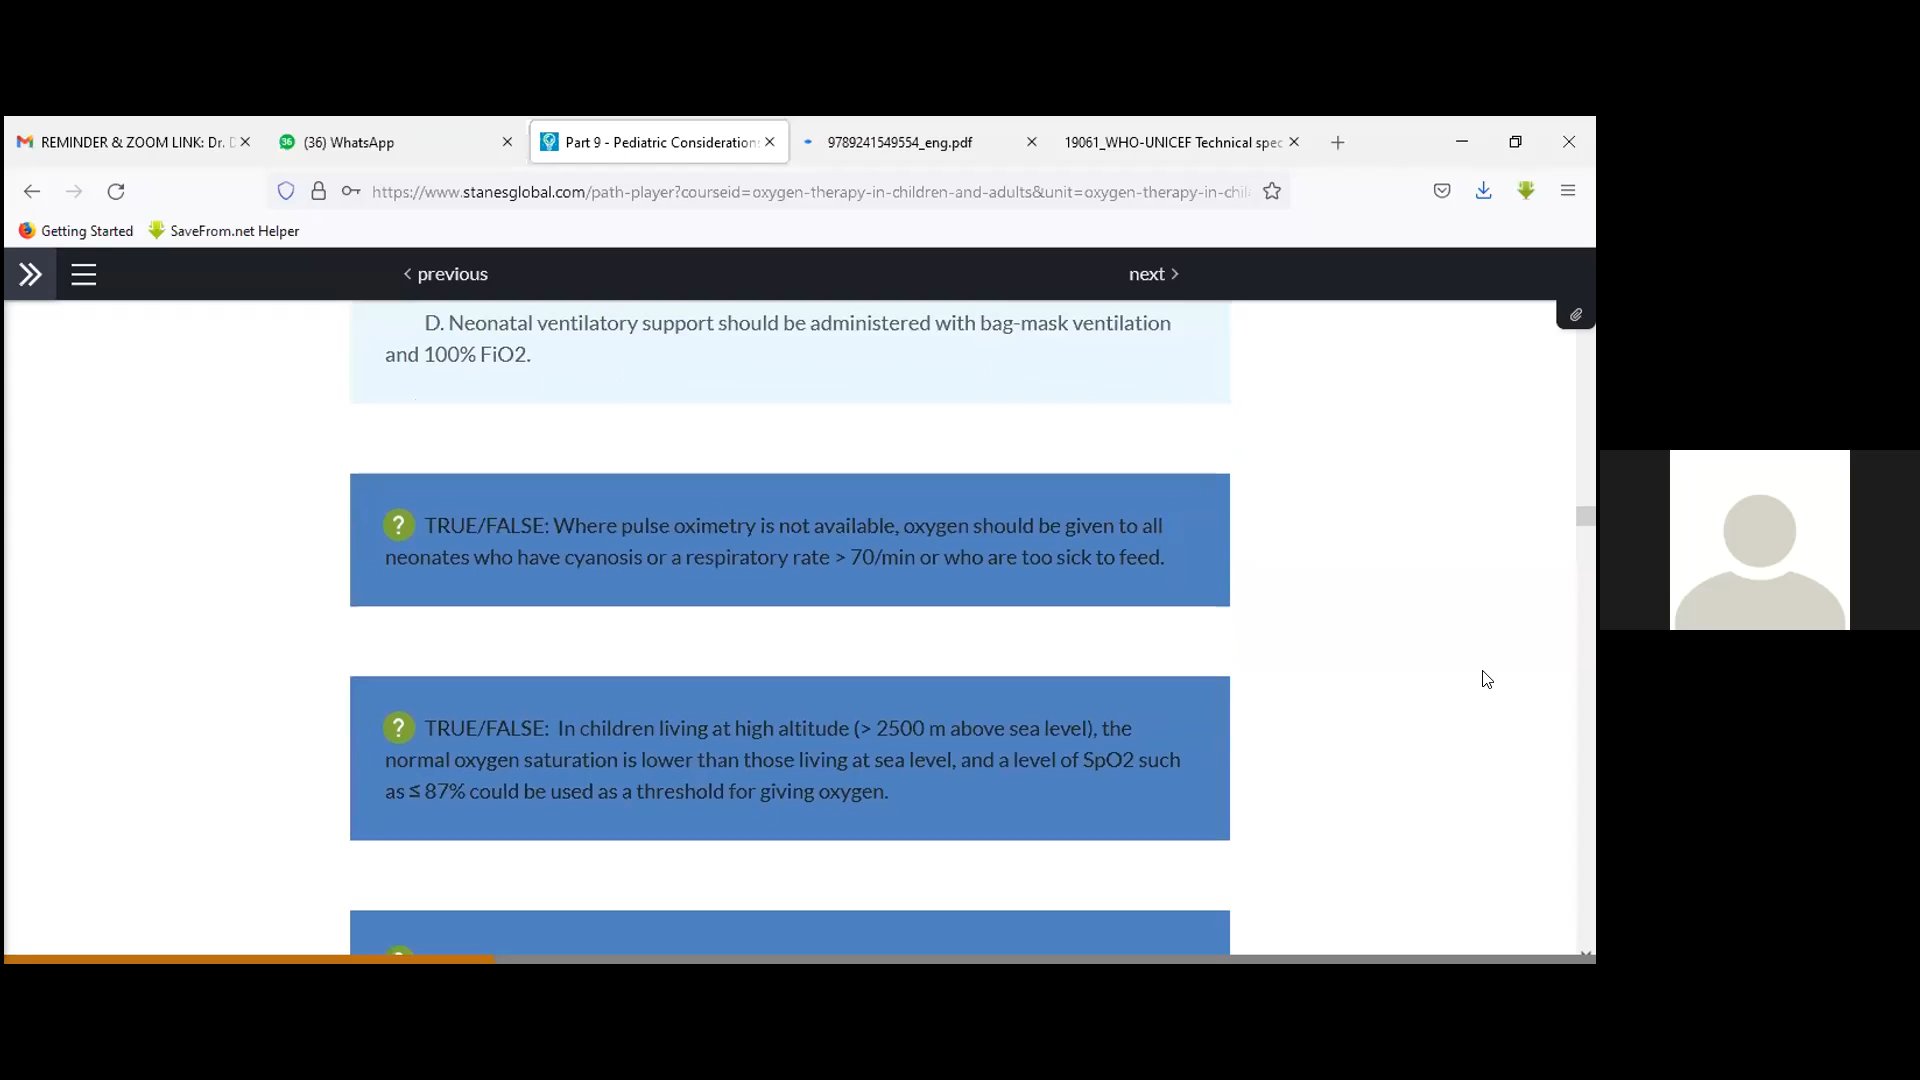 REMINDER & ZOOM LINK: Dr. D
(36) WhatsApp
Part 9 - Pediatric Considerations
9789241549554_eng.pdf
19061_WHO-UNICEF Technical spec
https://www.stanesglobal.com/path-player?courseid=oxygen-therapy-in-children-and-adults&unit=oxygen-therapy-in-chil
Getting Started
SaveFrom.net Helper
< previous
next >
D. Neonatal ventilatory support should be administered with bag-mask ventilation
and 100% FiO2.
? TRUE/FALSE: Where pulse oximetry is not available, oxygen should be given to all
neonates who have cyanosis or a respiratory rate > 70/min or who are too sick to feed.
? TRUE/FALSE: In children living at high altitude (> 2500 m above sea level), the
normal oxygen saturation is lower than those living at sea level, and a level of SpO2 such
as ≤ 87% could be used as a threshold for giving oxygen.